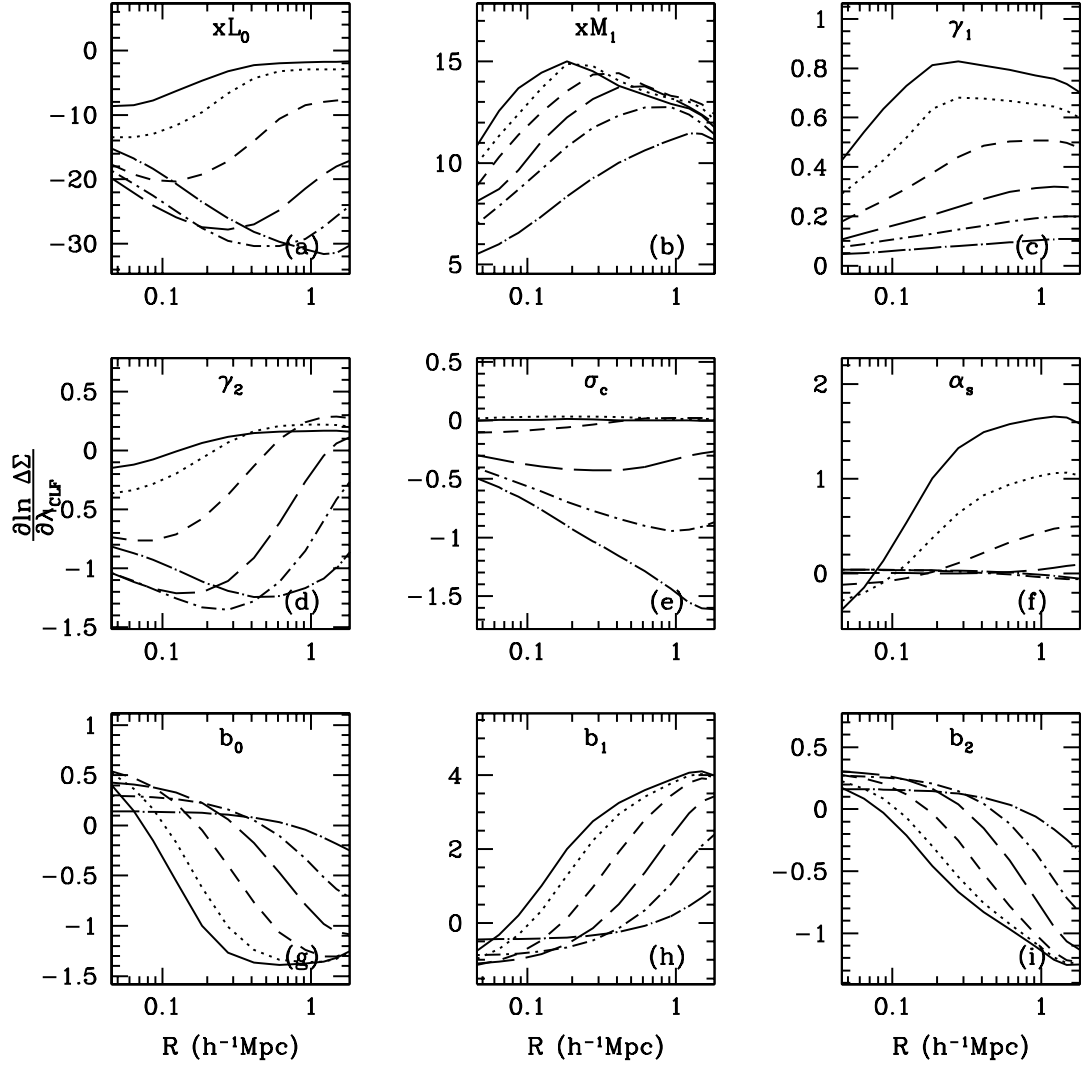 xL₀ xM₁ γ₁
0 15 1
−10 10 0.8
−20 5 0.6
−30 0.4
0.2
0
(a) (b) (c)
0.1 1 0.1 1 0.1 1
γ₂ σ_c α_s
0.5 0.5 2
0 0 1
−0.5 −0.5 0
−1 −1
−1.5 −1.5
∂ln ΔΣ
∂λ_CLF
(d) (e) (f)
0.1 1 0.1 1 0.1 1
b₀ b₁ b₂
1 4 0.5
0.5 2 0
0 0 −0.5
−0.5 −1
−1
−1.5
(g) (h) (i)
0.1 1 0.1 1 0.1 1
R (h⁻¹Mpc) R (h⁻¹Mpc) R (h⁻¹Mpc)